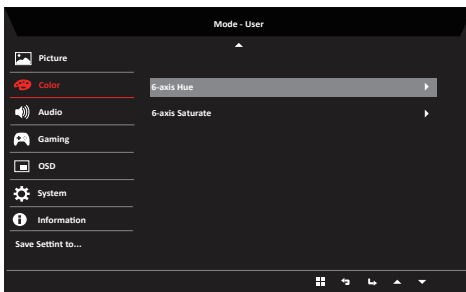 Mode - User
Picture
Color
6-axis Hue
6-axis Saturate
Audio
Gaming
OSD
System
Information
Save Settint to...